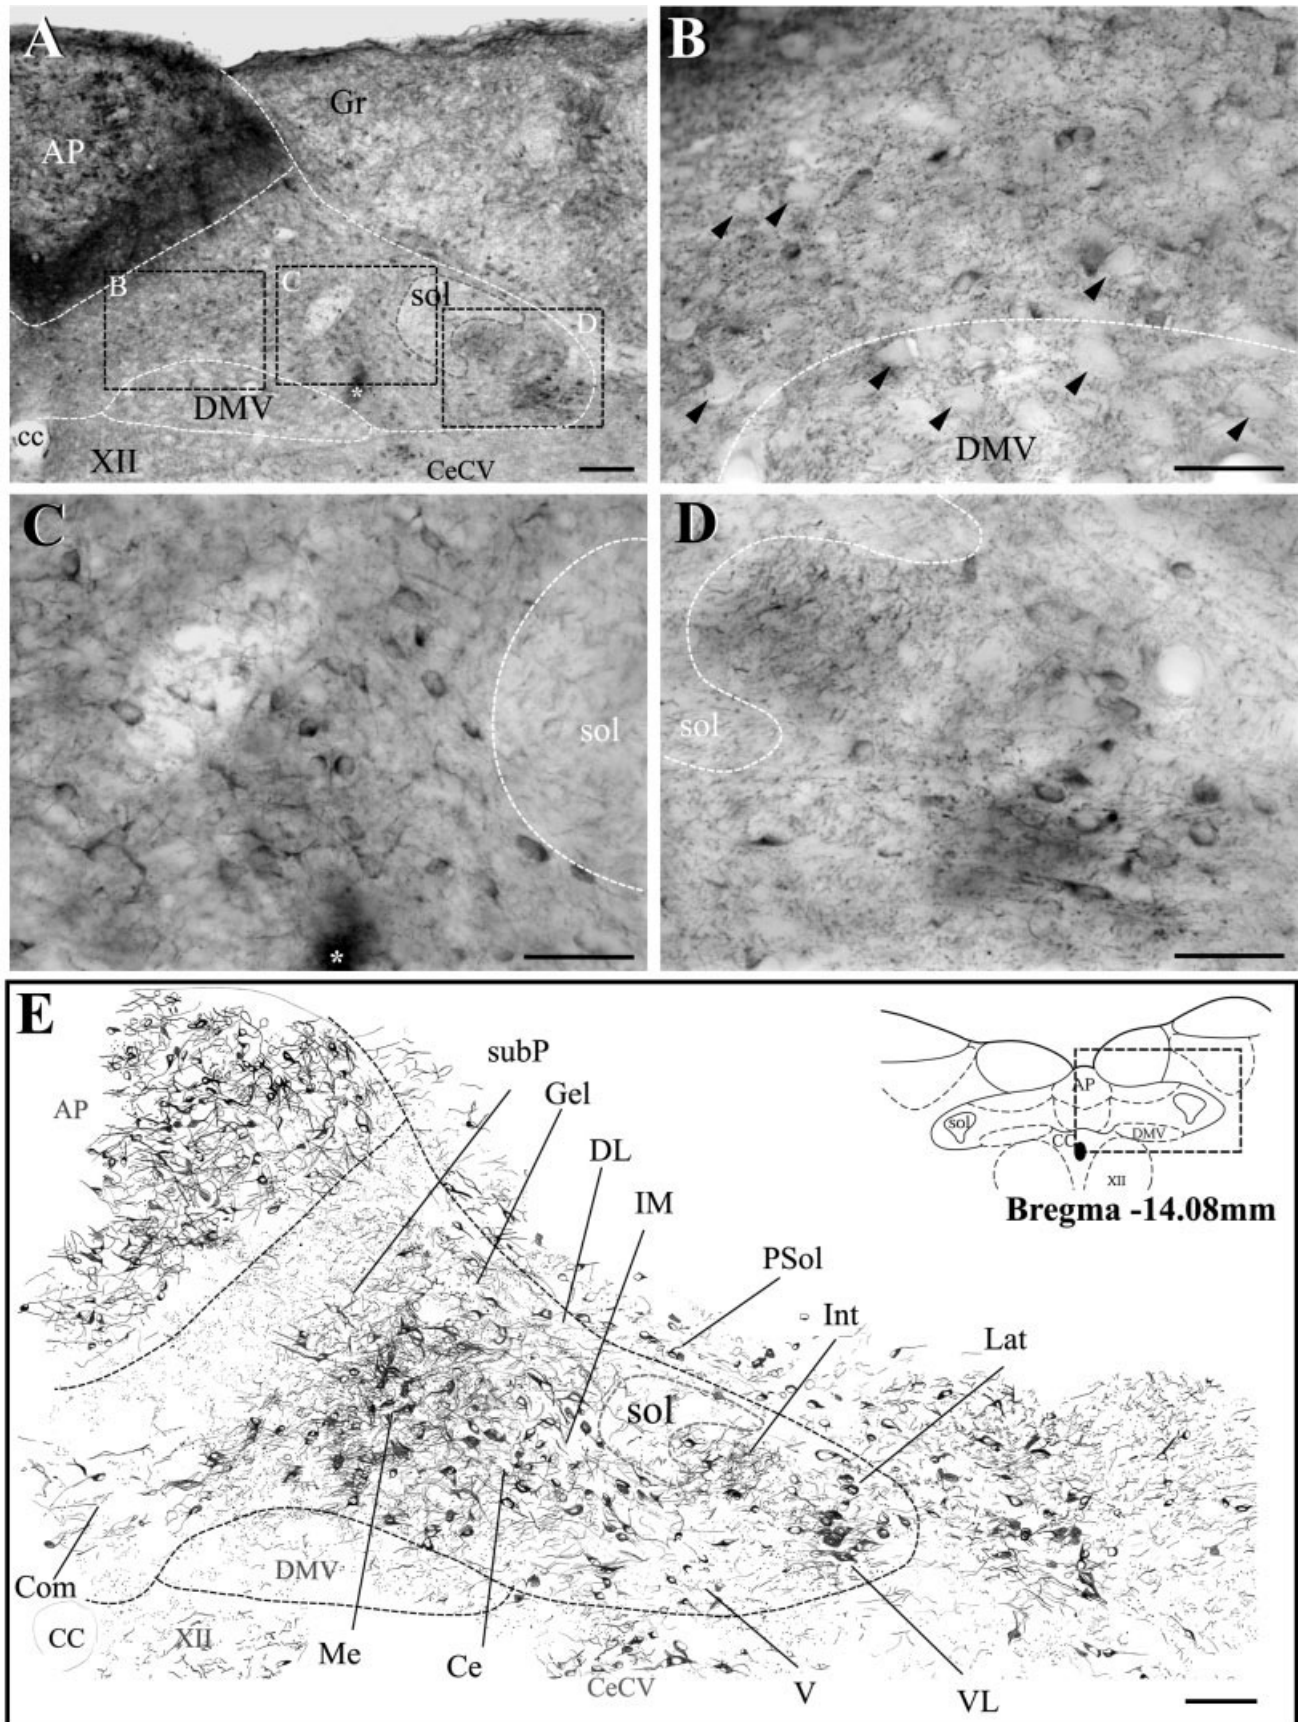 A
Gr
AP
B
C
sol
D
*
DMV
cc
XII
CeCV
B
DMV
C
sol
*
D
sol
E
subP
Gel
AP
DL
IM
PSol
Int
Lat
sol
DMV
Com
CC
XII
Me
Ce
CeCV
V
VL
AP
sol
CC
DMV
XII
Bregma -14.08mm